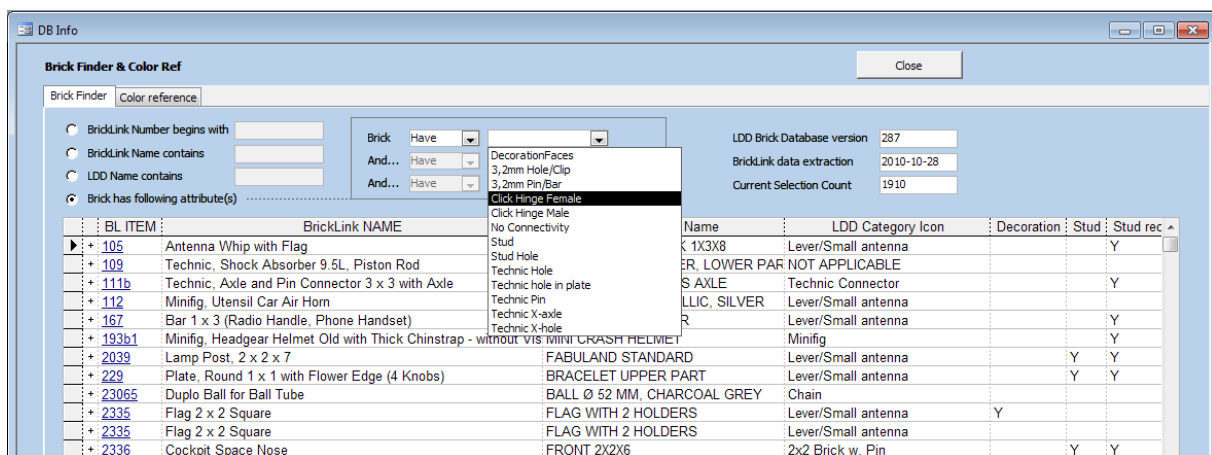 DB Info
Brick Finder & Color Ref
Close
Brick Finder
Color reference
BrickLink Number begins with
BrickLink Name contains
LDD Name contains
Brick has following attribute(s)
Brick Have
And... Have
And... Have
DecorationFaces
3,2mm Hole/Clip
3,2mm Pin/Bar
Click Hinge Female
Click Hinge Male
No Connectivity
Stud
Stud Hole
Technic Hole
Technic hole in plate
Technic Pin
Technic X-axle
Technic X-hole
LDD Brick Database version 287
BrickLink data extraction 2010-10-28
Current Selection Count 1910
BL ITEM BrickLink NAME Name LDD Category Icon Decoration Stud Stud rec
+ 105 Antenna Whip with Flag 1X3X8 Lever/Small antenna Y
+ 109 Technic, Shock Absorber 9.5L, Piston Rod ER, LOWER PAR NOT APPLICABLE
+ 111b Technic, Axle and Pin Connector 3 x 3 with Axle S AXLE Technic Connector Y
+ 112 Minifig, Utensil Car Air Horn LLIC, SILVER Lever/Small antenna
+ 167 Bar 1 x 3 (Radio Handle, Phone Handset) R Lever/Small antenna Y
+ 193b1 Minifig, Headgear Helmet Old with Thick Chinstrap - without Vis MINI CRASH HELMET Minifig Y
+ 2039 Lamp Post, 2 x 2 x 7 FABULAND STANDARD Lever/Small antenna Y Y
+ 229 Plate, Round 1 x 1 with Flower Edge (4 Knobs) BRACELET UPPER PART Lever/Small antenna Y Y
+ 23065 Duplo Ball for Ball Tube BALL Ø 52 MM, CHARCOAL GREY Chain
+ 2335 Flag 2 x 2 Square FLAG WITH 2 HOLDERS Lever/Small antenna Y
+ 2335 Flag 2 x 2 Square FLAG WITH 2 HOLDERS Lever/Small antenna
+ 2336 Cockpit Space Nose FRONT 2X2X6 2x2 Brick w. Pin Y Y